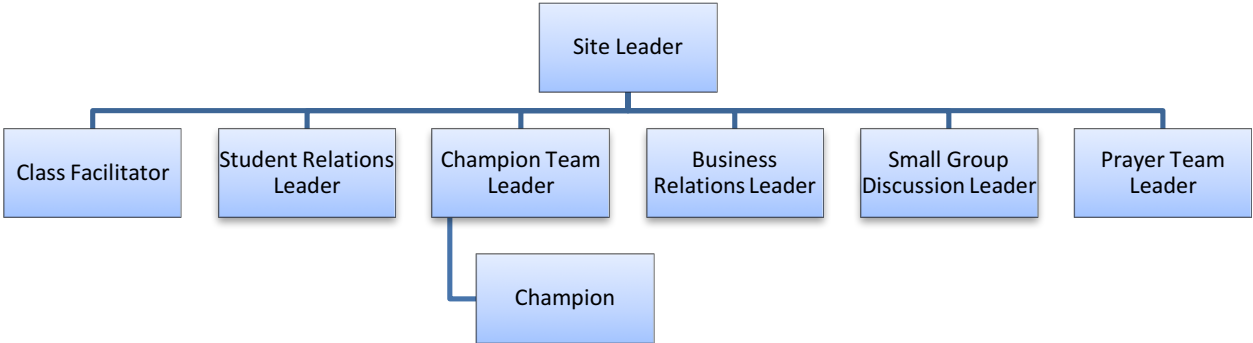 Site Leader
Class Facilitator
Student Relations
Leader
Champion Team
Leader
Business
Relations Leader
Small Group
Discussion Leader
Prayer Team
Leader
Champion